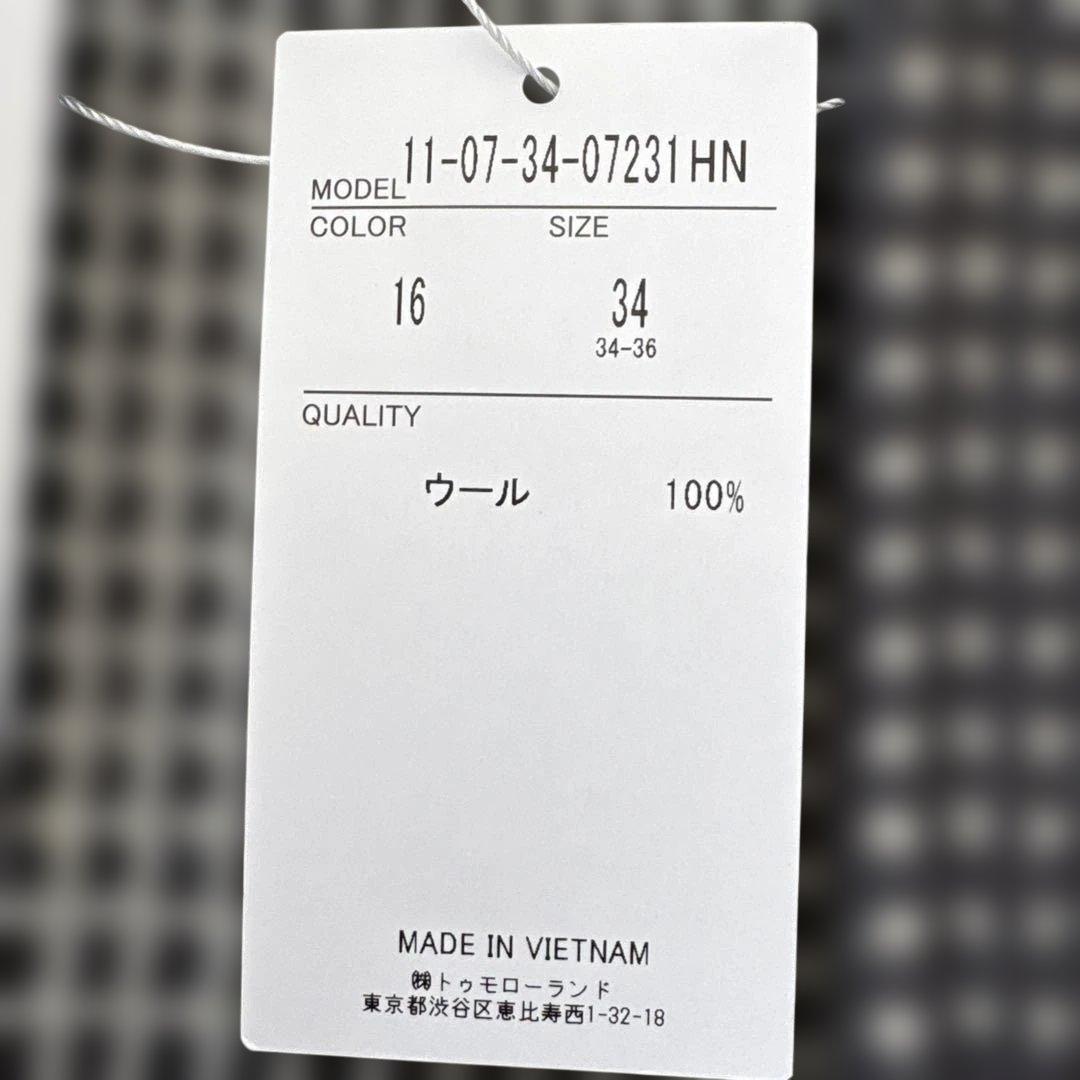 MODEL 11-07-34-07231HN
COLOR SIZE
16 34
34-36
QUALITY
ウール 100%
MADE IN VIETNAM
㈱トゥモローランド
東京都渋谷区恵比寿西1-32-18